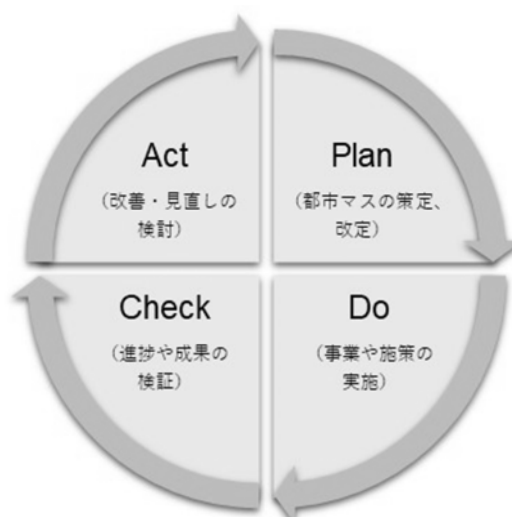 Act
（改善・見直しの
検討）
Plan
（都市マスの策定、
改定）
Check
（進捗や成果の
検証）
Do
（事業や施策の
実施）